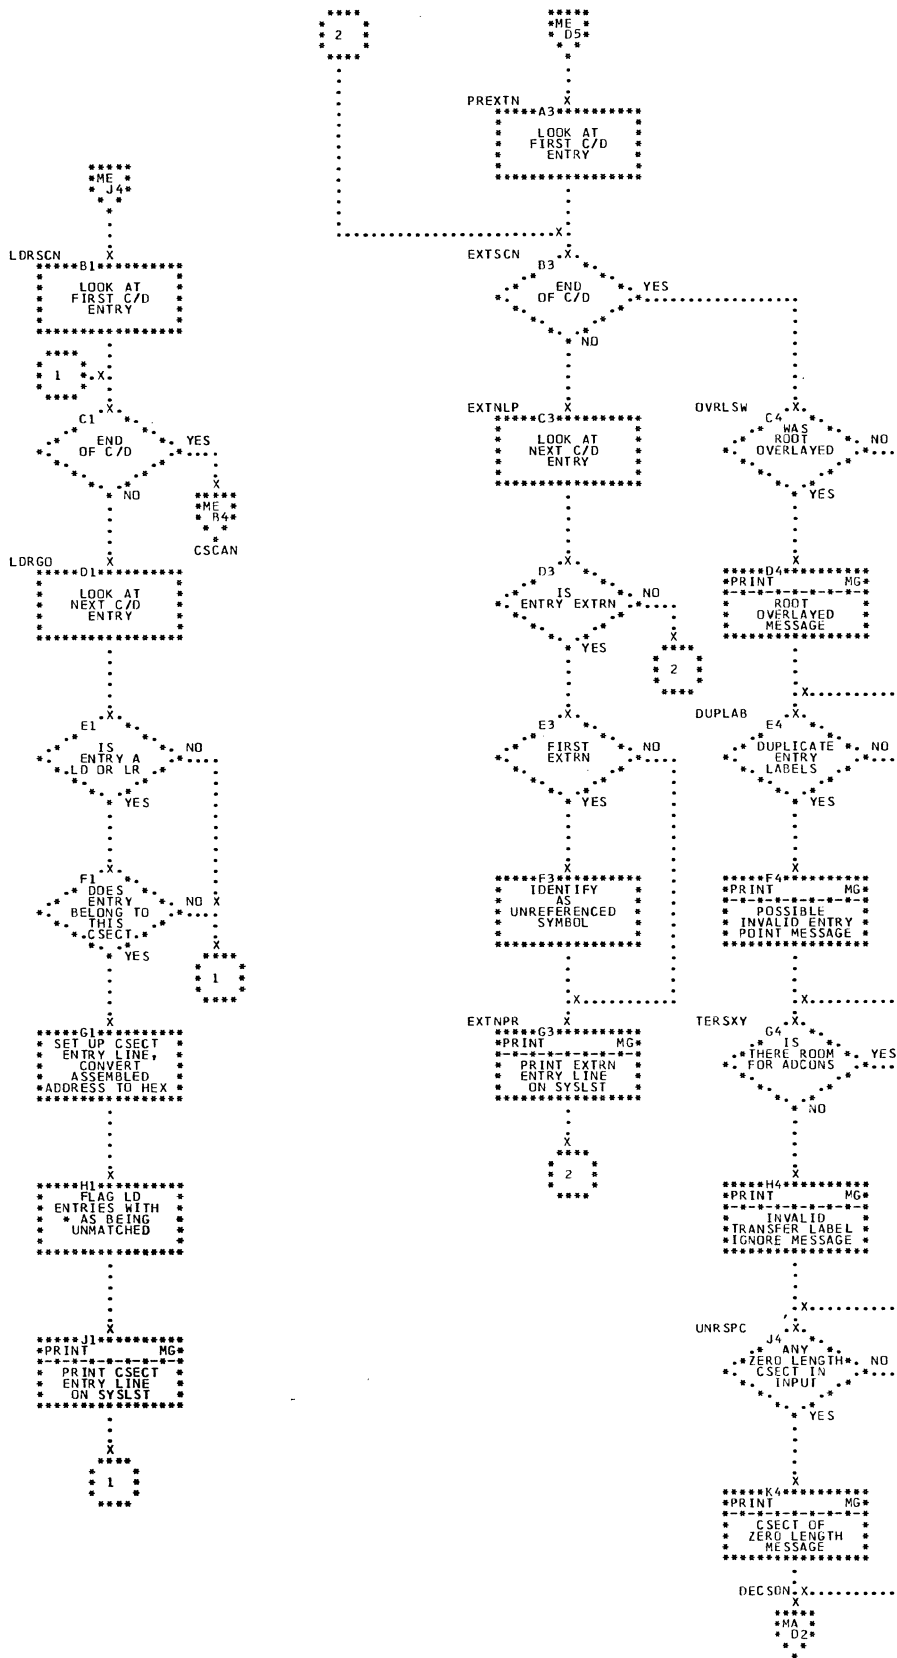 ME
J4
LDRSCN
B1
LOOK AT
FIRST C/D
ENTRY
1
C1
END
OF C/D
YES
NO
ME
B4
CSCAN
LDRGO
D1
LOOK AT
NEXT C/D
ENTRY
E1
IS
ENTRY A
LD OR LR
NO
YES
F1
DOES
ENTRY
BELONG TO
THIS
CSECT
NO
YES
1
G1
SET UP CSECT
ENTRY LINE,
CONVERT
ASSEMBLED
ADDRESS TO HEX
H1
FLAG LD
ENTRIES WITH
* AS BEING
UNMATCHED
J1
PRINT MG
PRINT CSECT
ENTRY LINE
ON SYSLST
1
2
ME
D5
PREXTN
A3
LOOK AT
FIRST C/D
ENTRY
EXTSCN
B3
END
OF C/D
YES
NO
EXTNLP
C3
LOOK AT
NEXT C/D
ENTRY
D3
IS
ENTRY EXTRN
NO
YES
2
E3
FIRST
EXTRN
NO
YES
F3
IDENTIFY
AS
UNREFERENCED
SYMBOL
EXTNPR
G3
PRINT MG
PRINT EXTRN
ENTRY LINE
ON SYSLST
2
OVRLSW
C4
WAS
ROOT
OVERLAYED
NO
YES
D4
PRINT MG
ROOT
OVERLAYED
MESSAGE
DUPLAB
E4
DUPLICATE
ENTRY
LABELS
NO
YES
F4
PRINT MG
POSSIBLE
INVALID ENTRY
POINT MESSAGE
TERSXY
G4
IS
THERE ROOM
FOR ADCONS
YES
NO
H4
PRINT MG
INVALID
TRANSFER LABEL
IGNORE MESSAGE
UNRSPC
J4
ANY
ZERO LENGTH
CSECT IN
INPUT
NO
YES
K4
PRINT MG
CSECT OF
ZERO LENGTH
MESSAGE
DECSON
MA
D2